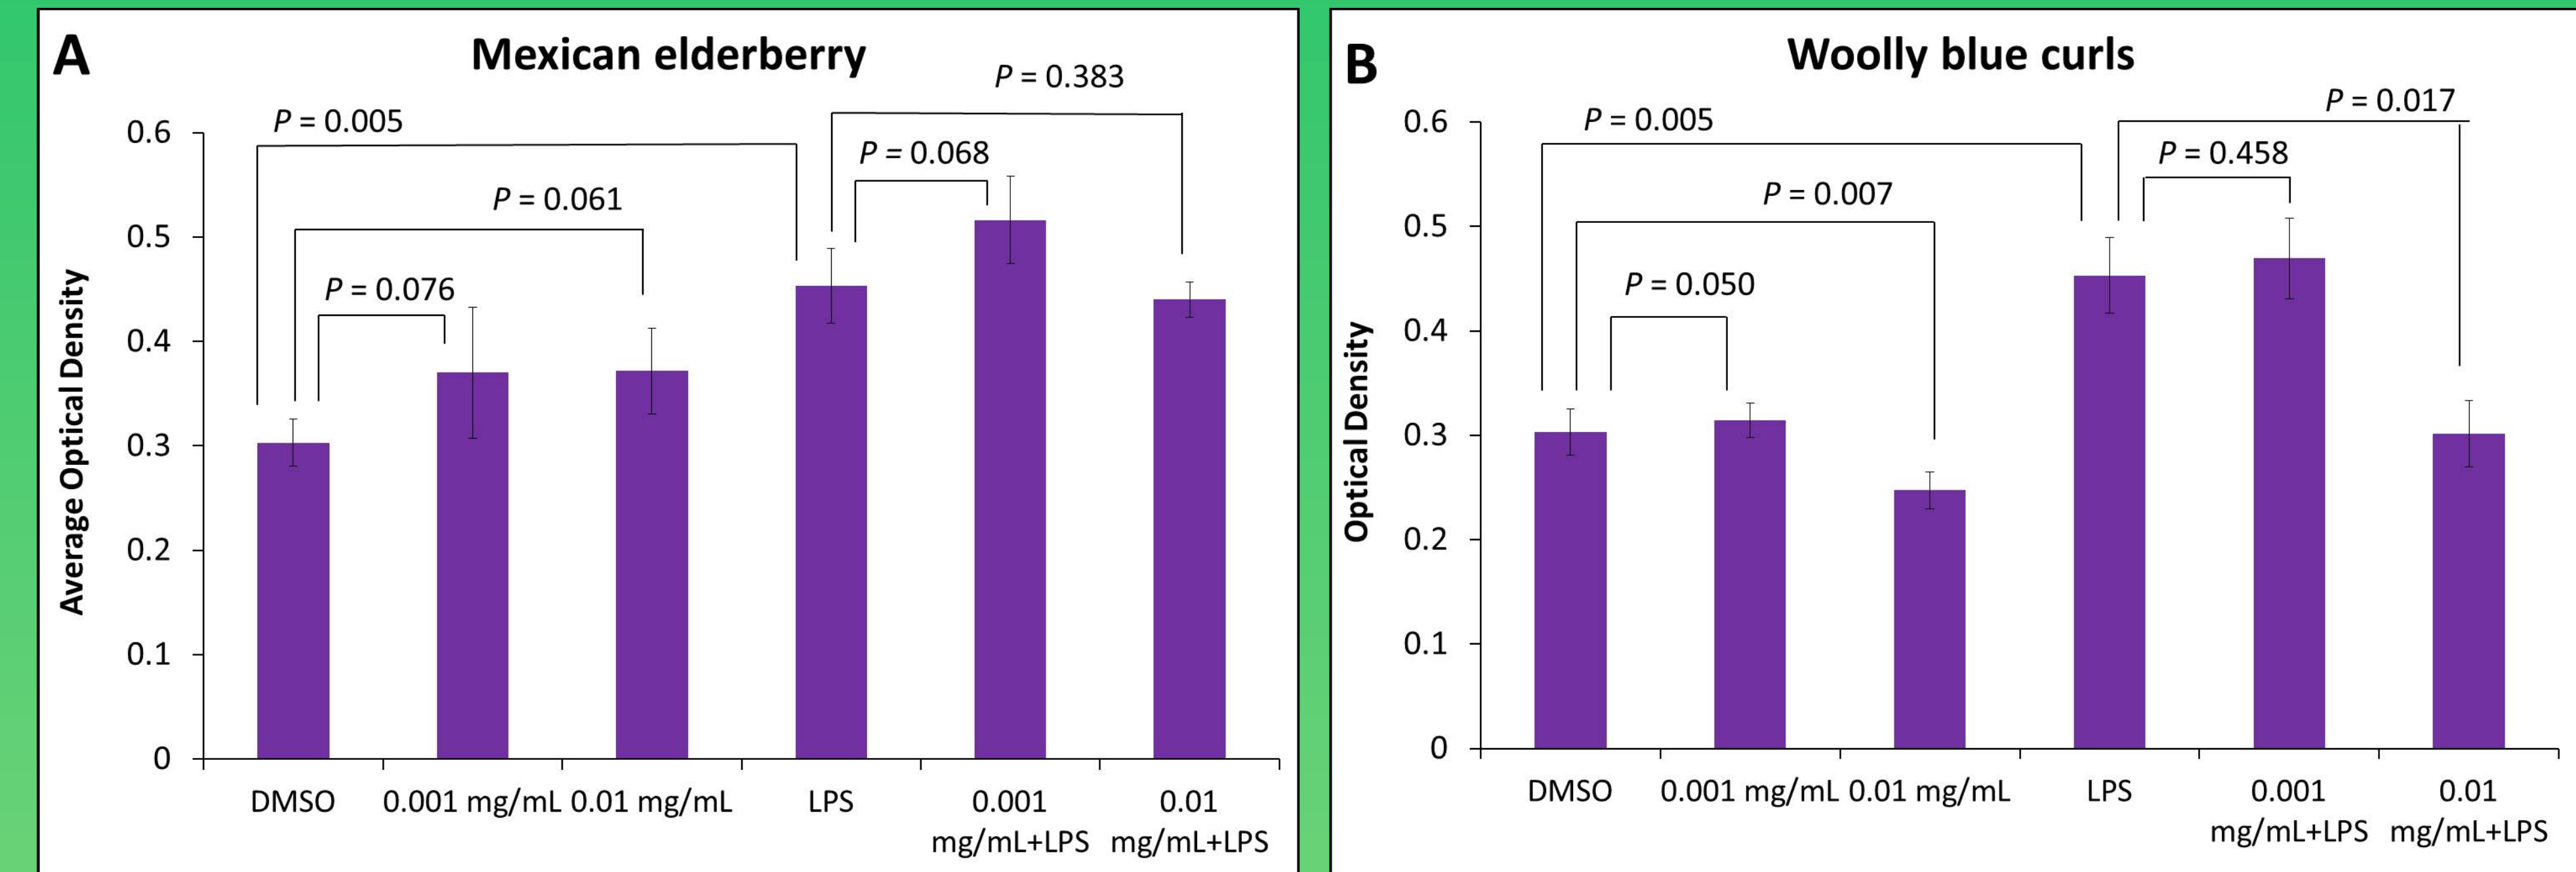 A
Mexican elderberry
P = 0.383
P = 0.005
P = 0.068
P = 0.061
P = 0.076
Average Optical Density
0.6
0.5
0.4
0.3
0.2
0.1
0
DMSO
0.001 mg/mL
0.01 mg/mL
LPS
0.001
mg/mL+LPS
0.01
mg/mL+LPS
B
Woolly blue curls
P = 0.017
P = 0.005
P = 0.458
P = 0.007
P = 0.050
Optical Density
0.6
0.5
0.4
0.3
0.2
0.1
0
DMSO
0.001 mg/mL
0.01 mg/mL
LPS
0.001
mg/mL+LPS
0.01
mg/mL+LPS